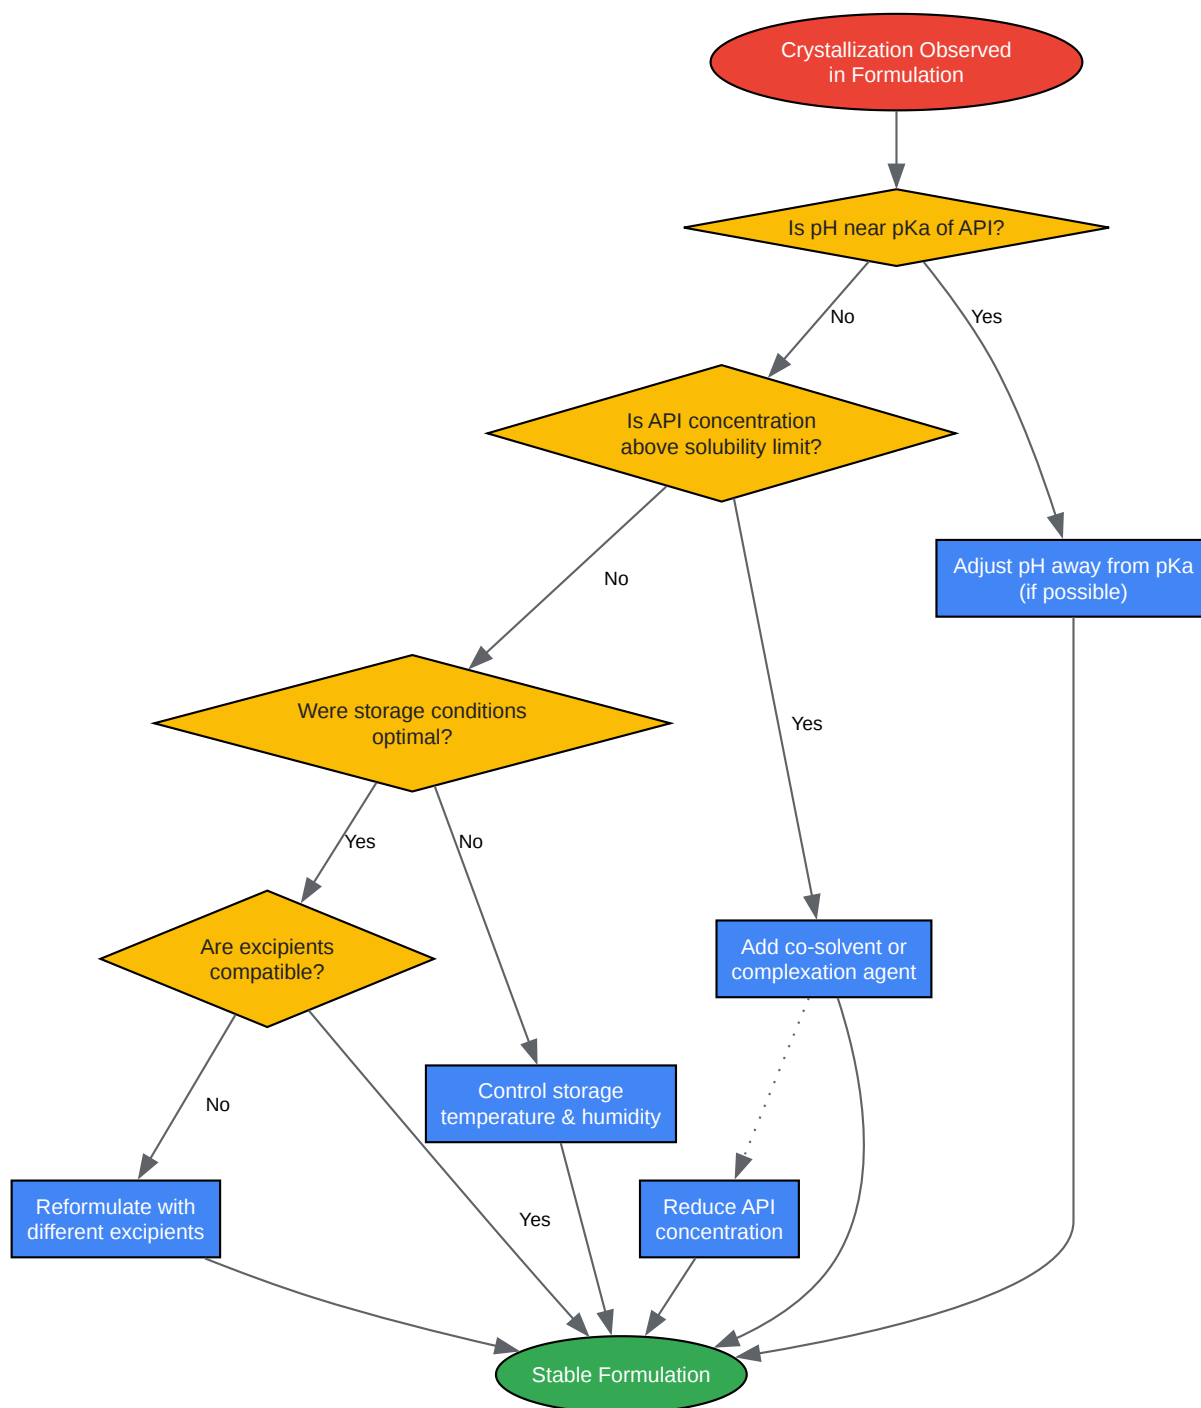 Crystallization Observed
in Formulation
Is pH near pKa of API?
No
Yes
Is API concentration
above solubility limit?
Adjust pH away from pKa
(if possible)
No
Yes
Were storage conditions
optimal?
Yes
No
Are excipients
compatible?
Add co-solvent or
complexation agent
No
Control storage
temperature & humidity
Reformulate with
different excipients
Yes
Reduce API
concentration
Stable Formulation